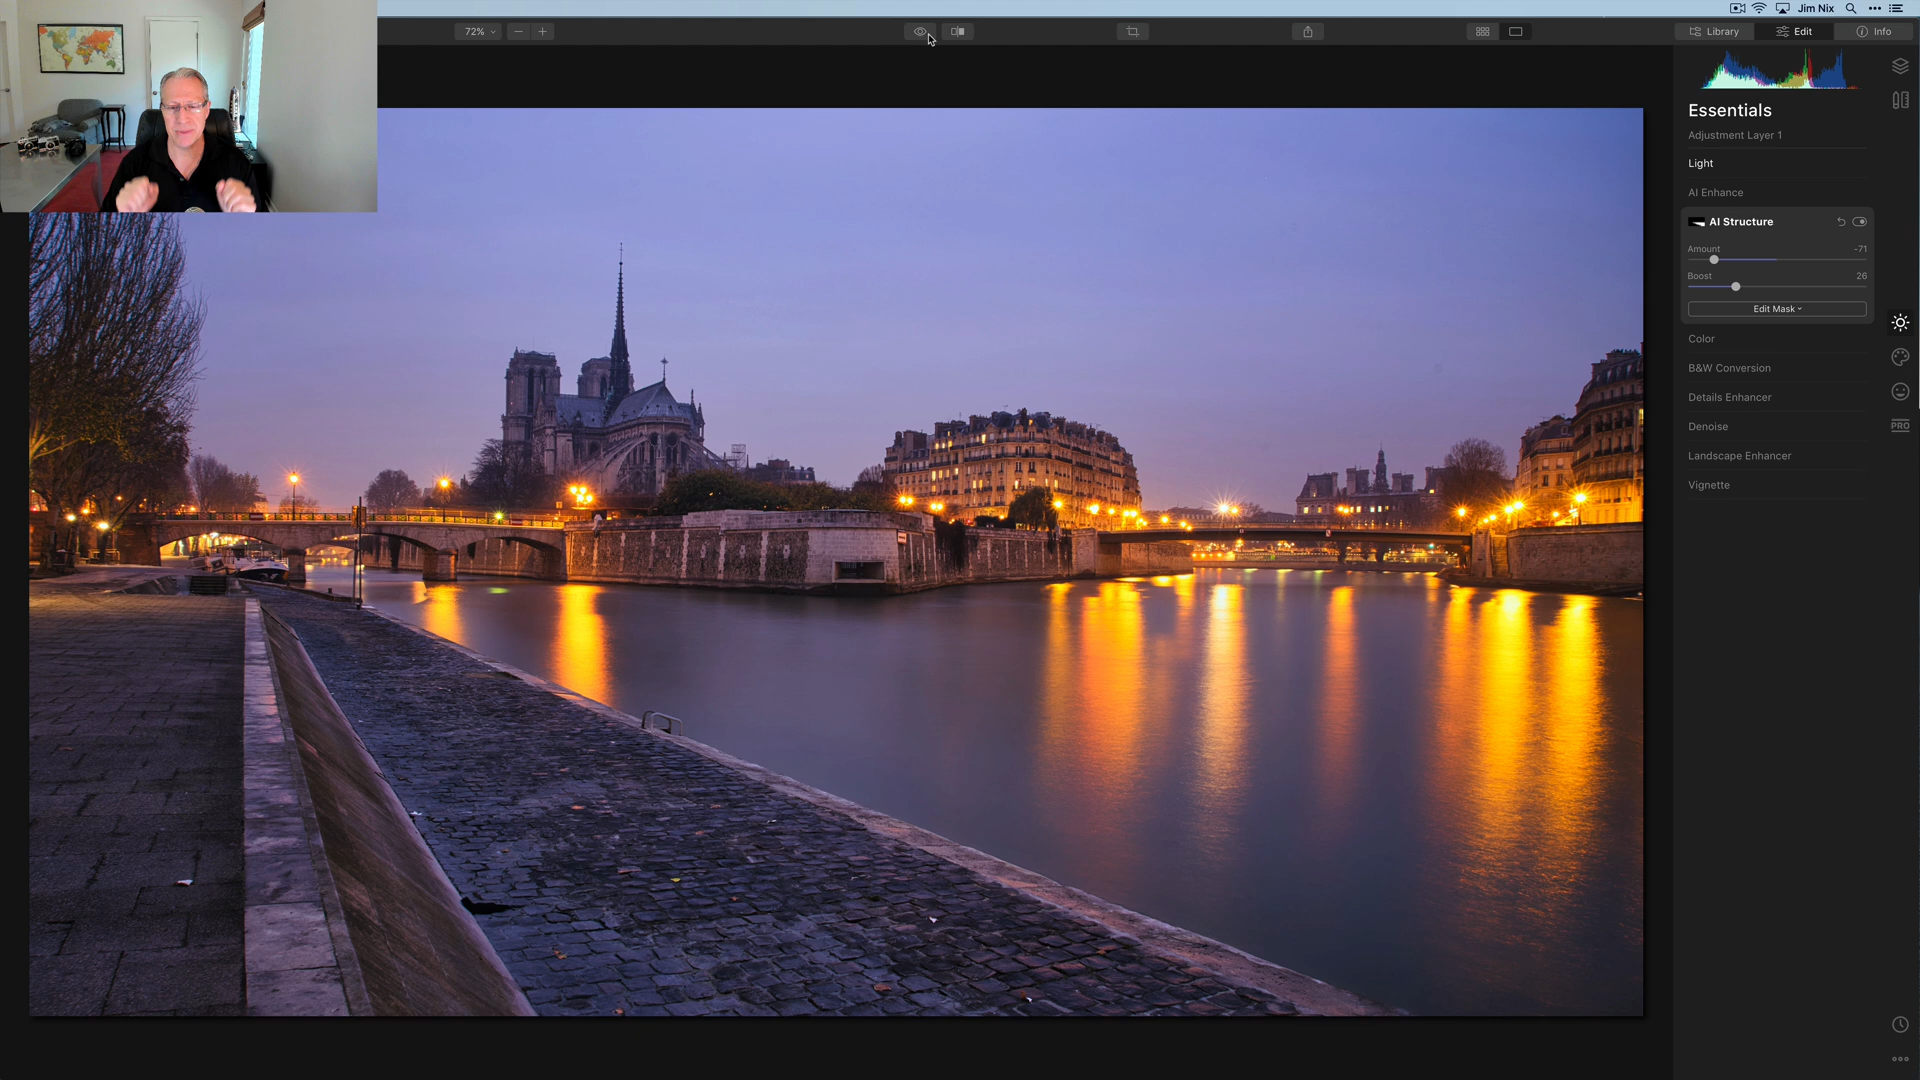 Jim Nix
72%
Library
Edit
Info
Essentials
Adjustment Layer 1
Light
AI Enhance
AI Structure
Amount
-71
Boost
26
Edit Mask
Color
B&W Conversion
Details Enhancer
Denoise
Landscape Enhancer
Vignette
PRO